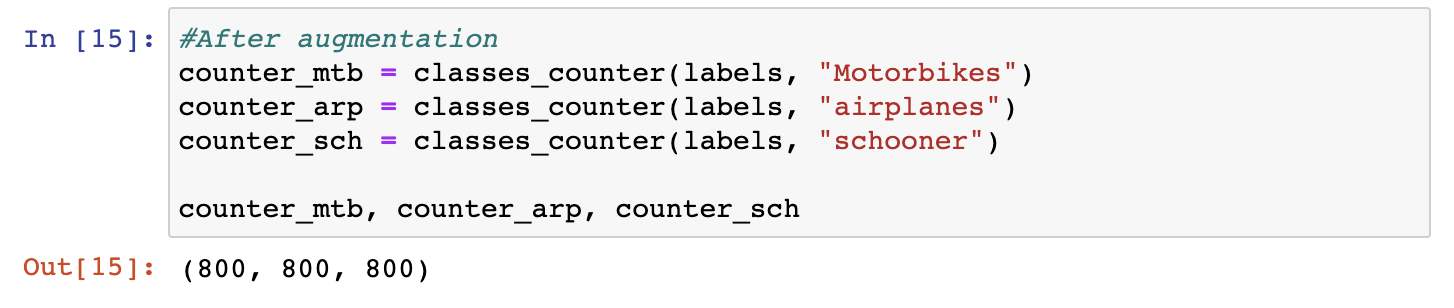 In [15]: #After augmentation
counter_mtb = classes_counter(labels, "Motorbikes")
counter_arp = classes_counter(labels, "airplanes")
counter_sch = classes_counter(labels, "schooner")
counter_mtb, counter_arp, counter_sch
Out[15]: (800, 800, 800)